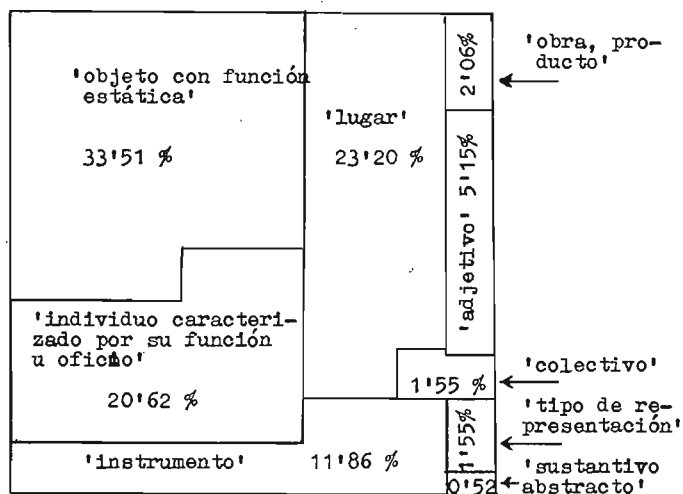 'objeto con función
estática'
33'51 %
'lugar'
23'20 %
2'06%
'obra, pro-
ducto'
'adjetivo' 5'15%
'individuo caracteri-
zado por su función
u oficio'
20'62 %
1'55 %
'colectivo'
'instrumento' 11'86 %
1'55%
'tipo de re-
presentación'
0'52
'sustantivo
abstracto'